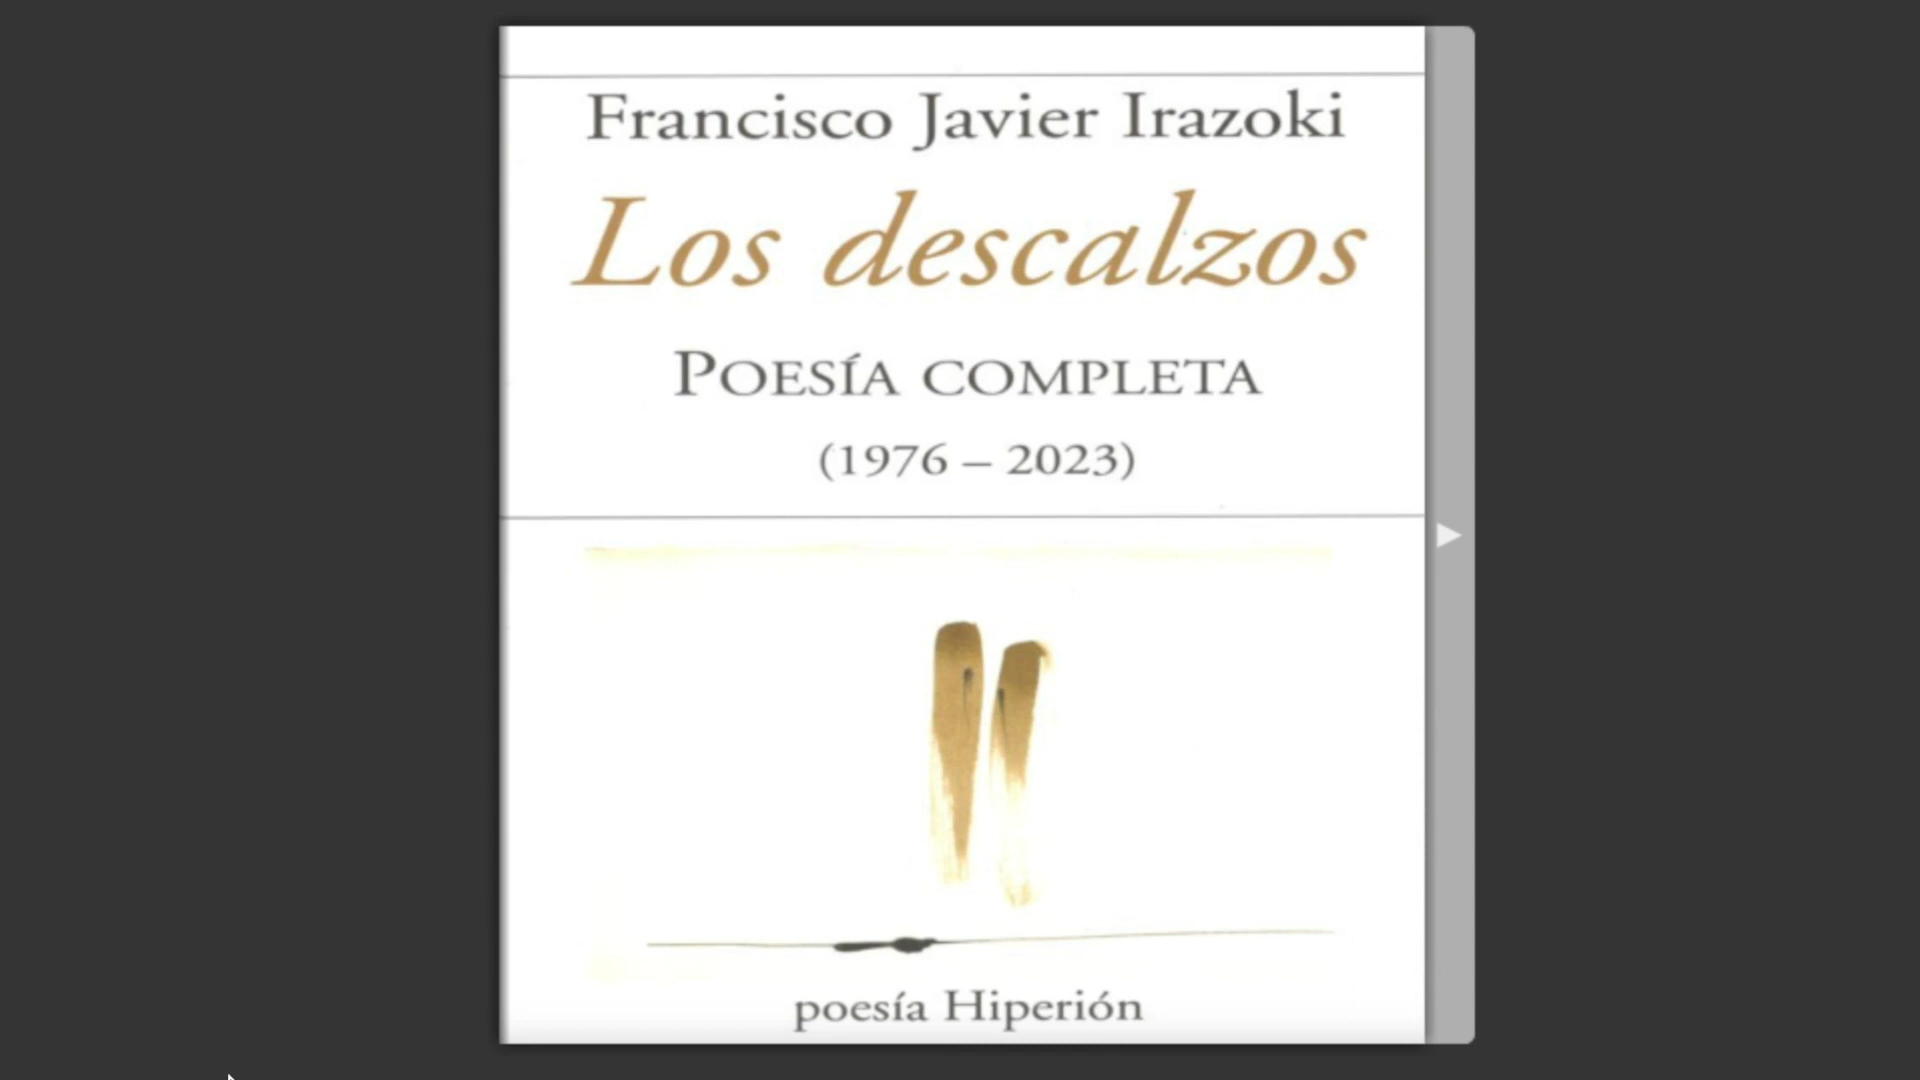 Francisco Javier Irazoki
Los descalzos
POESÍA COMPLETA
(1976 – 2023)
poesía Hiperión